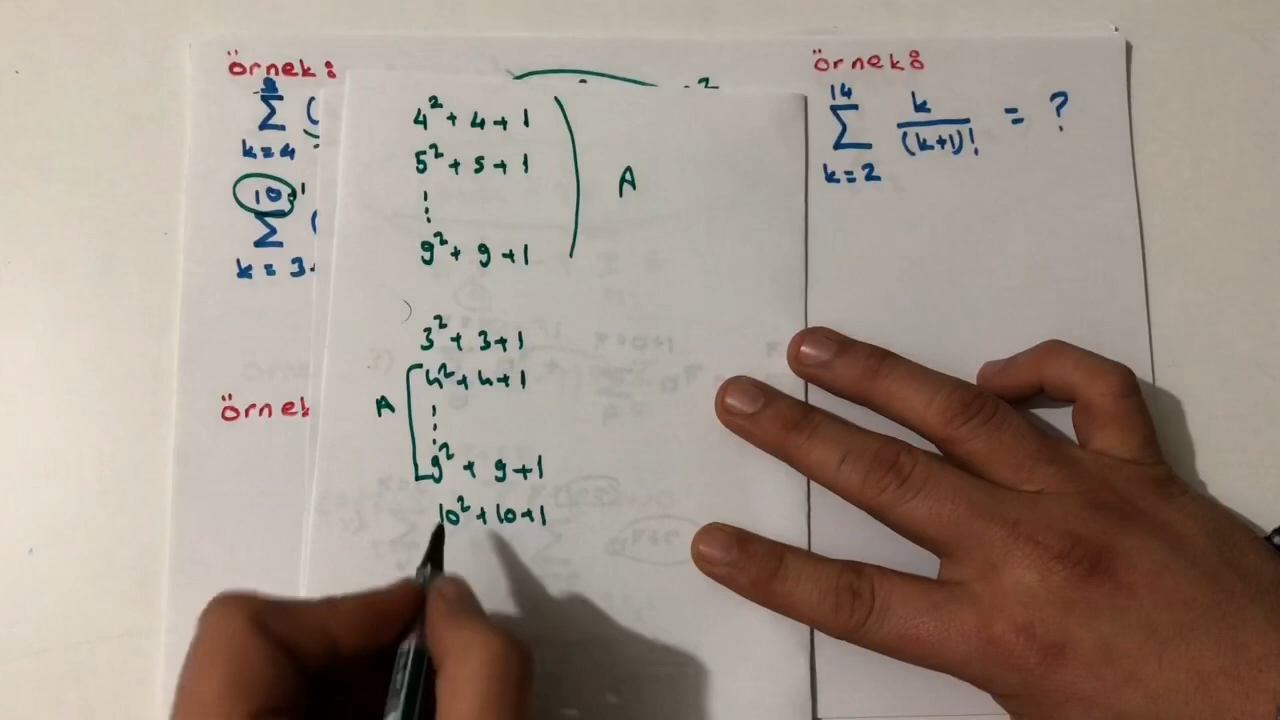 örnek:
∑ (
k=4
10
∑ (
k=3
örnek
4² + 4 + 1
5² + 5 + 1
⋮
9² + 9 + 1
A
3² + 3 + 1
4² + 4 + 1
⋮
9² + 9 + 1
A
10² + 10 + 1
örnek:
14
∑ k/(k+1)! = ?
k=2